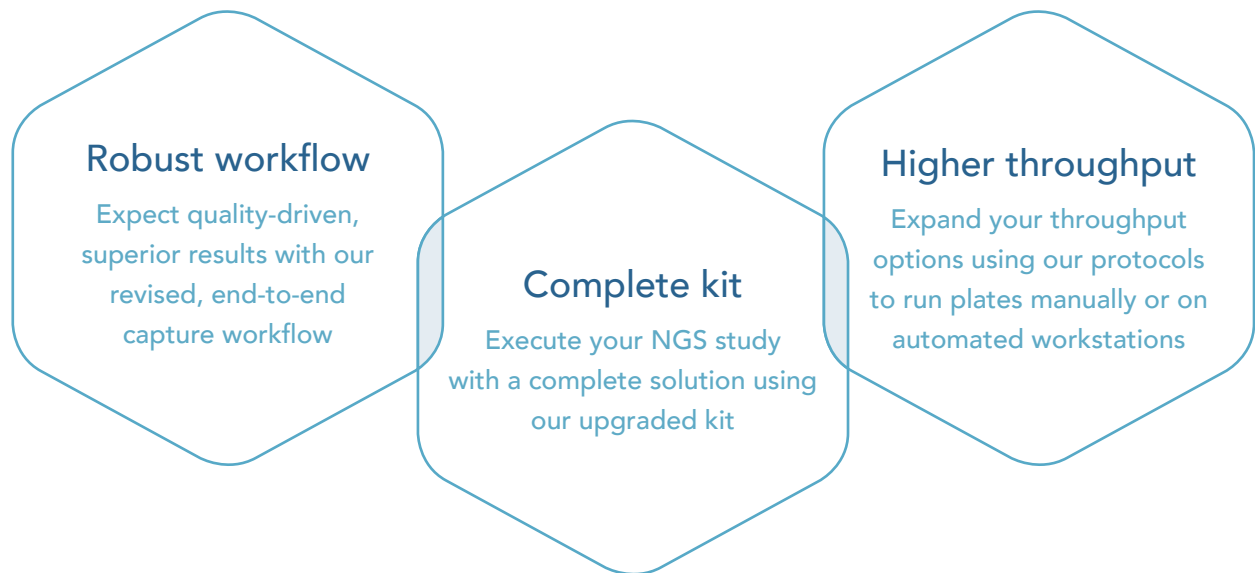 Robust workflow
Expect quality-driven,
superior results with our
revised, end-to-end
capture workflow
Complete kit
Execute your NGS study
with a complete solution using
our upgraded kit
Higher throughput
Expand your throughput
options using our protocols
to run plates manually or on
automated workstations